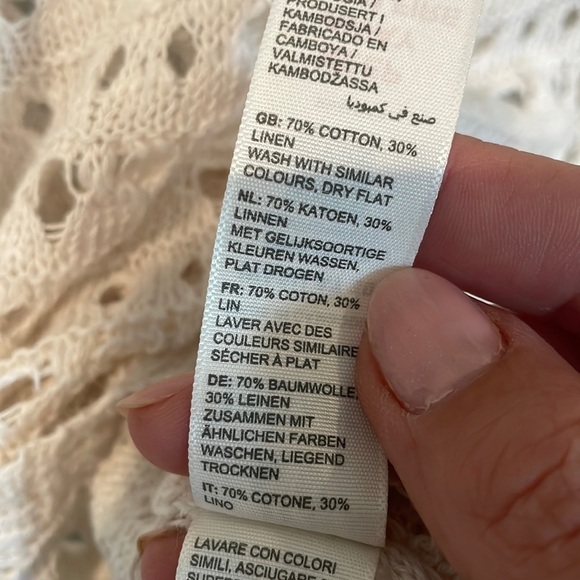 PRODUSERT I
KAMBODSJA /
FABRICADO EN
CAMBOYA /
VALMISTETTU
KAMBODŽASSA
صنع في كمبوديا
GB: 70% COTTON, 30%
LINEN
WASH WITH SIMILAR
COLOURS, DRY FLAT
NL: 70% KATOEN, 30%
LINNEN
MET GELIJKSOORTIGE
KLEUREN WASSEN,
PLAT DROGEN
FR: 70% COTON, 30%
LIN
LAVER AVEC DES
COULEURS SIMILAIRE
SÉCHER À PLAT
DE: 70% BAUMWOLLE,
30% LEINEN
ZUSAMMEN MIT
ÄHNLICHEN FARBEN
WASCHEN, LIEGEND
TROCKNEN
IT: 70% COTONE, 30%
LINO
LAVARE CON COLORI
SIMILI, ASCIUGARE